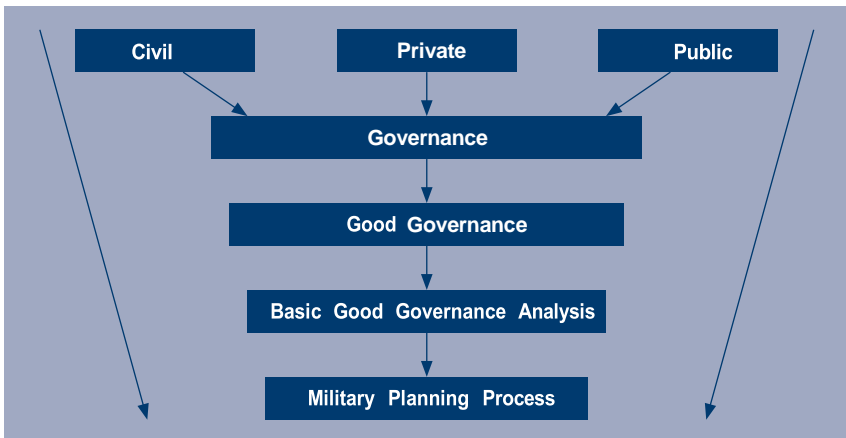 Civil Private Public
Governance
Good Governance
Basic Good Governance Analysis
Military Planning Process